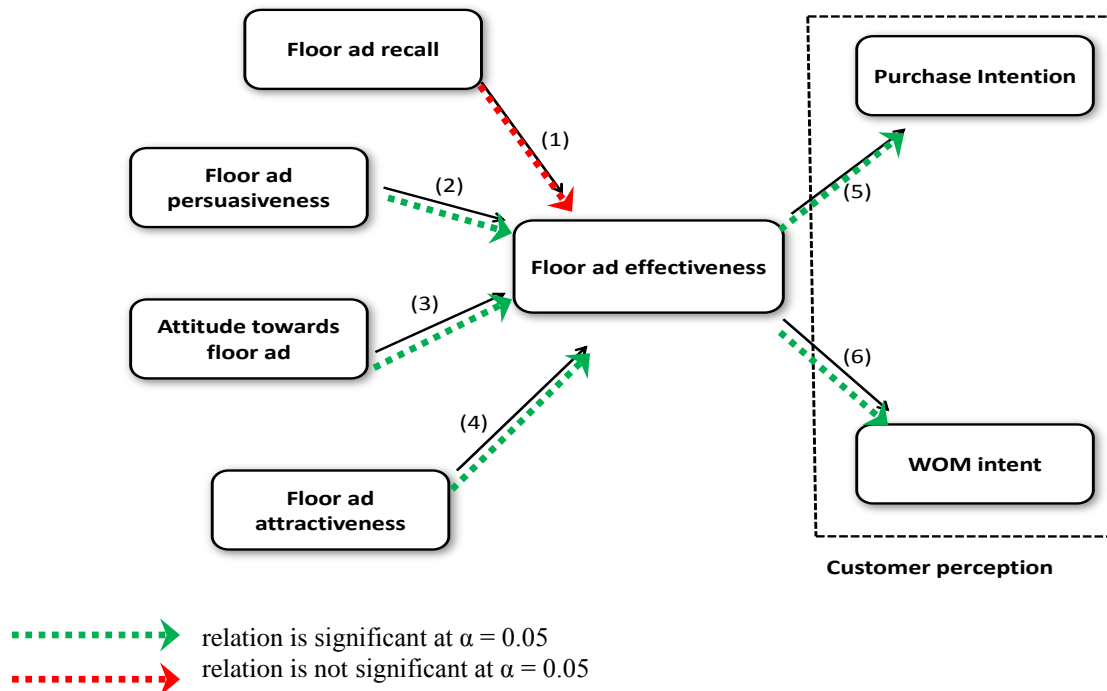 Floor ad recall
Purchase Intention
(1)
Floor ad
persuasiveness
(2)
(5)
Floor ad effectiveness
Attitude towards
floor ad
(3)
(6)
(4)
Floor ad
attractiveness
WOM intent
Customer perception
relation is significant at α = 0.05
relation is not significant at α = 0.05